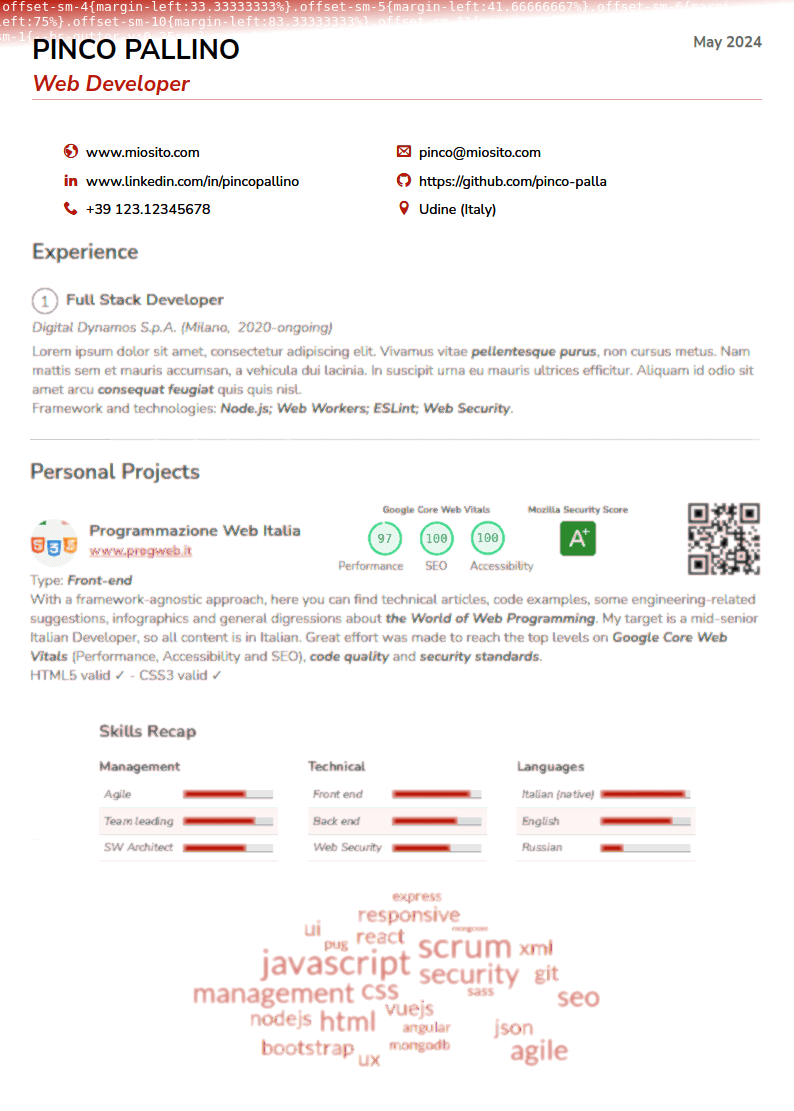 offset-sm-4{margin-left:33.33333333%}.offset-sm-5{margin-left:41.66666667%}.offset-sm-6{margin-
left:75%}.offset-sm-10{margin-left:83.33333333%}.offset-sm-11{
PINCO PALLINO
May 2024
Web Developer
www.miosito.com
pinco@miosito.com
www.linkedin.com/in/pincopallino
https://github.com/pinco-palla
+39 123.12345678
Udine (Italy)
Experience
1 Full Stack Developer
Digital Dynamos S.p.A. (Milano, 2020-ongoing)
Lorem ipsum dolor sit amet, consectetur adipiscing elit. Vivamus vitae pellentesque purus, non cursus metus. Nam
mattis sem et mauris accumsan, a vehicula dui lacinia. In suscipit urna eu mauris ultrices efficitur. Aliquam id odio sit
amet arcu consequat feugiat quis quis nisl.
Framework and technologies: Node.js; Web Workers; ESLint; Web Security.
Personal Projects
Google Core Web Vitals
Mozilla Security Score
Programmazione Web Italia
www.progweb.it
97 100 100
A+
Performance SEO Accessibility
Type: Front-end
With a framework-agnostic approach, here you can find technical articles, code examples, some engineering-related
suggestions, infographics and general digressions about the World of Web Programming. My target is a mid-senior
Italian Developer, so all content is in Italian. Great effort was made to reach the top levels on Google Core Web
Vitals (Performance, Accessibility and SEO), code quality and security standards.
HTML5 valid ✓ - CSS3 valid ✓
Skills Recap
Management Technical Languages
Agile Front end Italian (native)
Team leading Back end English
SW Architect Web Security Russian
express
responsive
ui
mongoose
pug
react
scrum
xml
javascript
security
git
management
css
sass
seo
vuejs
nodejs
html
angular
json
bootstrap
mongodb
agile
ux